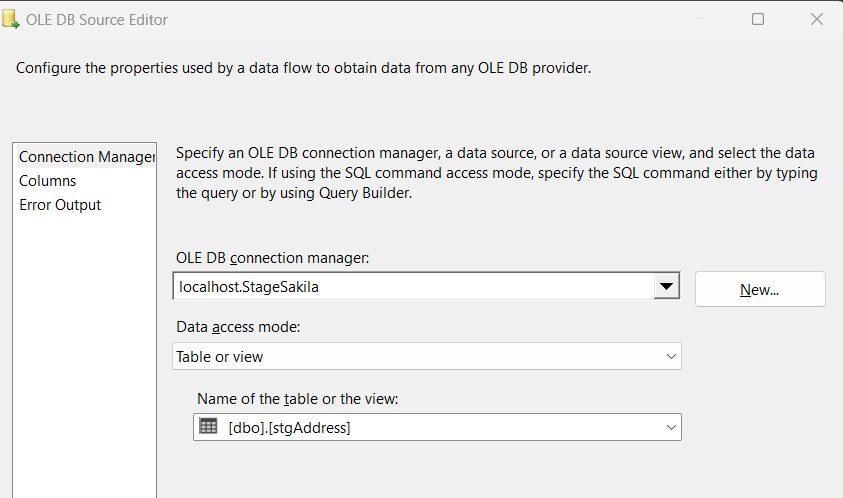 OLE DB Source Editor
Configure the properties used by a data flow to obtain data from any OLE DB provider.
Connection Manager
Columns
Error Output
Specify an OLE DB connection manager, a data source, or a data source view, and select the data
access mode. If using the SQL command access mode, specify the SQL command either by typing
the query or by using Query Builder.
OLE DB connection manager:
localhost.StageSakila
New...
Data access mode:
Table or view
Name of the table or the view:
[dbo].[stgAddress]